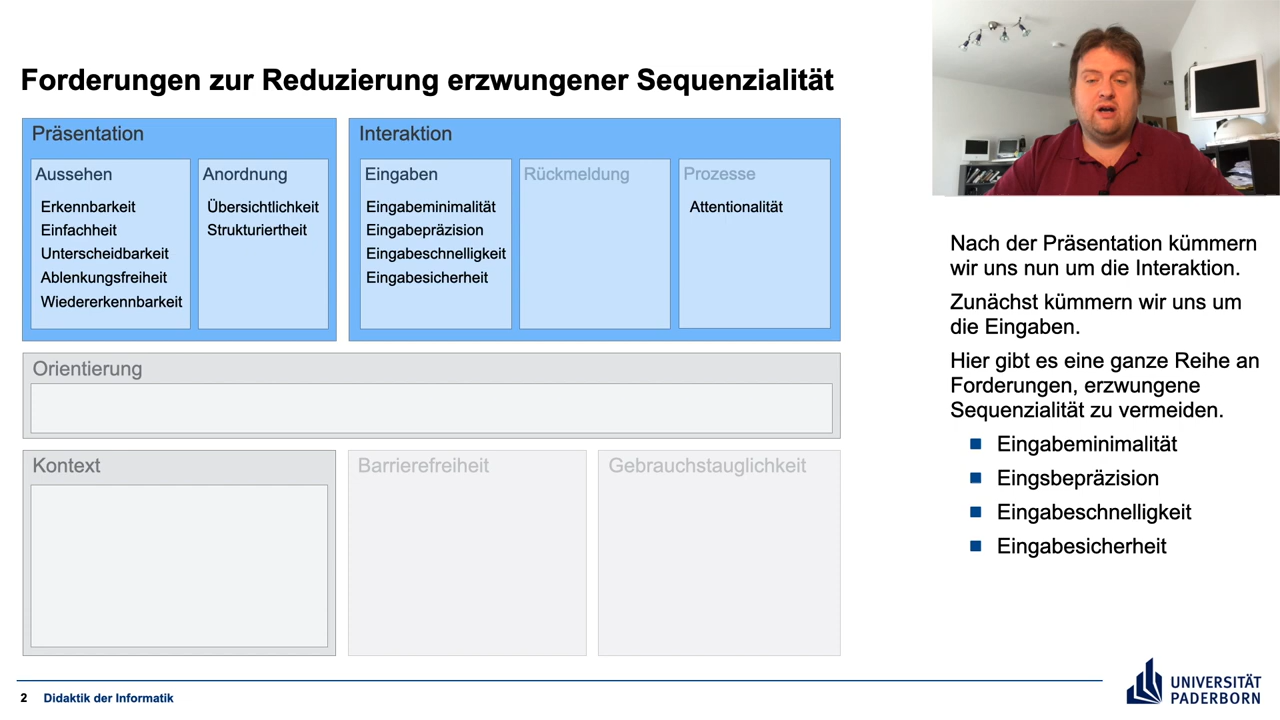 Forderungen zur Reduzierung erzwungener Sequenzialität
Präsentation
Aussehen
Erkennbarkeit
Einfachheit
Unterscheidbarkeit
Ablenkungsfreiheit
Wiedererkennbarkeit
Anordnung
Übersichtlichkeit
Strukturiertheit
Interaktion
Eingaben
Eingabeminimalität
Eingabepräzision
Eingabeschnelligkeit
Eingabesicherheit
Rückmeldung
Prozesse
Attentionalität
Orientierung
Kontext
Barrierefreiheit
Gebrauchstauglichkeit
Nach der Präsentation kümmern
wir uns nun um die Interaktion.
Zunächst kümmern wir uns um
die Eingaben.
Hier gibt es eine ganze Reihe an
Forderungen, erzwungene
Sequenzialität zu vermeiden.
Eingabeminimalität
Eingsbepräzision
Eingabeschnelligkeit
Eingabesicherheit
2 Didaktik der Informatik
UNIVERSITÄT
PADERBORN